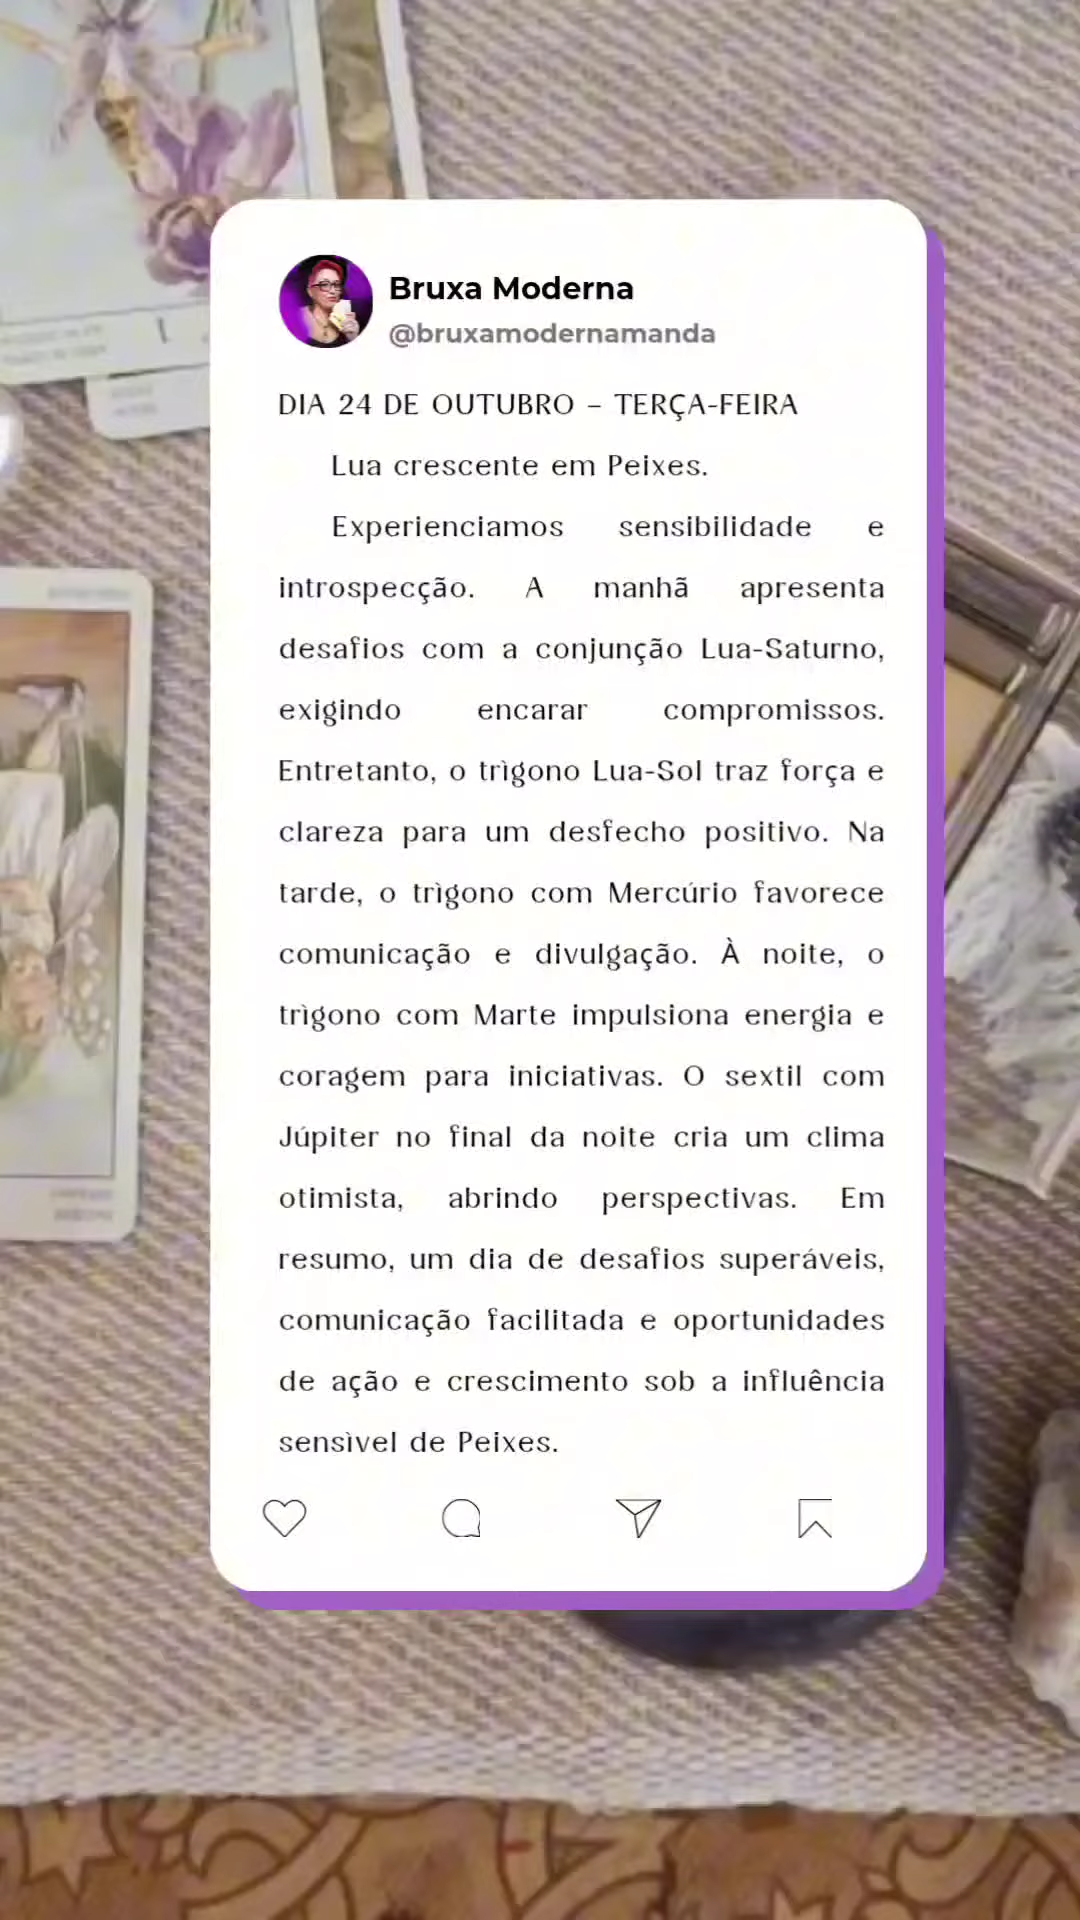 Bruxa Moderna
@bruxamodernamanda
DIA 24 DE OUTUBRO – TERÇA-FEIRA
Lua crescente em Peixes.
Experienciamos sensibilidade e
introspecção. A manhã apresenta
desafios com a conjunção Lua-Saturno,
exigindo encarar compromissos.
Entretanto, o trìgono Lua-Sol traz força e
clareza para um desfecho positivo. Na
tarde, o trìgono com Mercúrio favorece
comunicação e divulgação. À noite, o
trìgono com Marte impulsiona energia e
coragem para iniciativas. O sextil com
Júpiter no final da noite cria um clima
otimista, abrindo perspectivas. Em
resumo, um dia de desafios superáveis,
comunicação facilitada e oportunidades
de ação e crescimento sob a influência
sensìvel de Peixes.